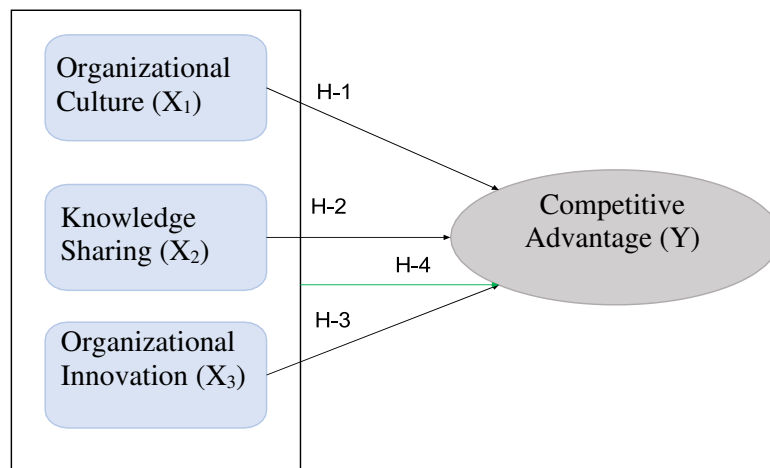 Organizational
Culture (X₁)
H-1
Knowledge
Sharing (X₂)
H-2
Competitive
Advantage (Y)
H-4
H-3
Organizational
Innovation (X₃)